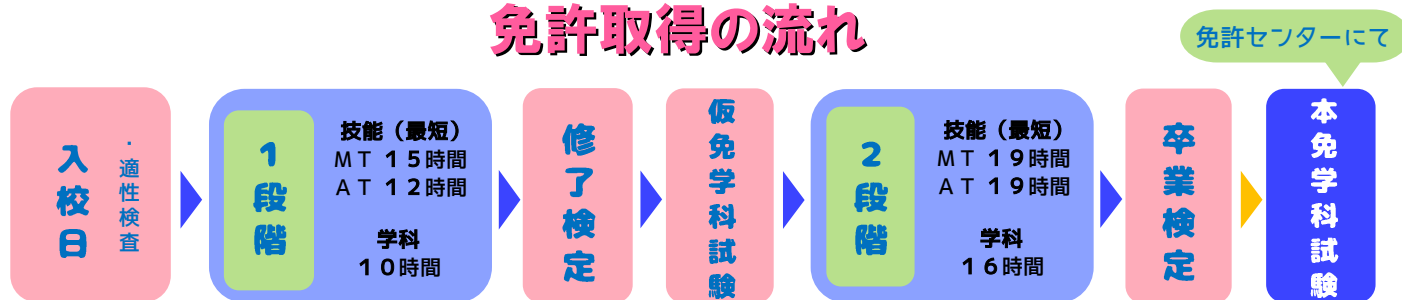 免許取得の流れ
免許センターにて
入校日
・適性検査
1段階
技能（最短）
ＭＴ １５時間
ＡＴ １２時間
学科
１０時間
修了検定
仮免学科試験
2段階
技能（最短）
ＭＴ １９時間
ＡＴ １９時間
学科
１６時間
卒業検定
本免学科試験